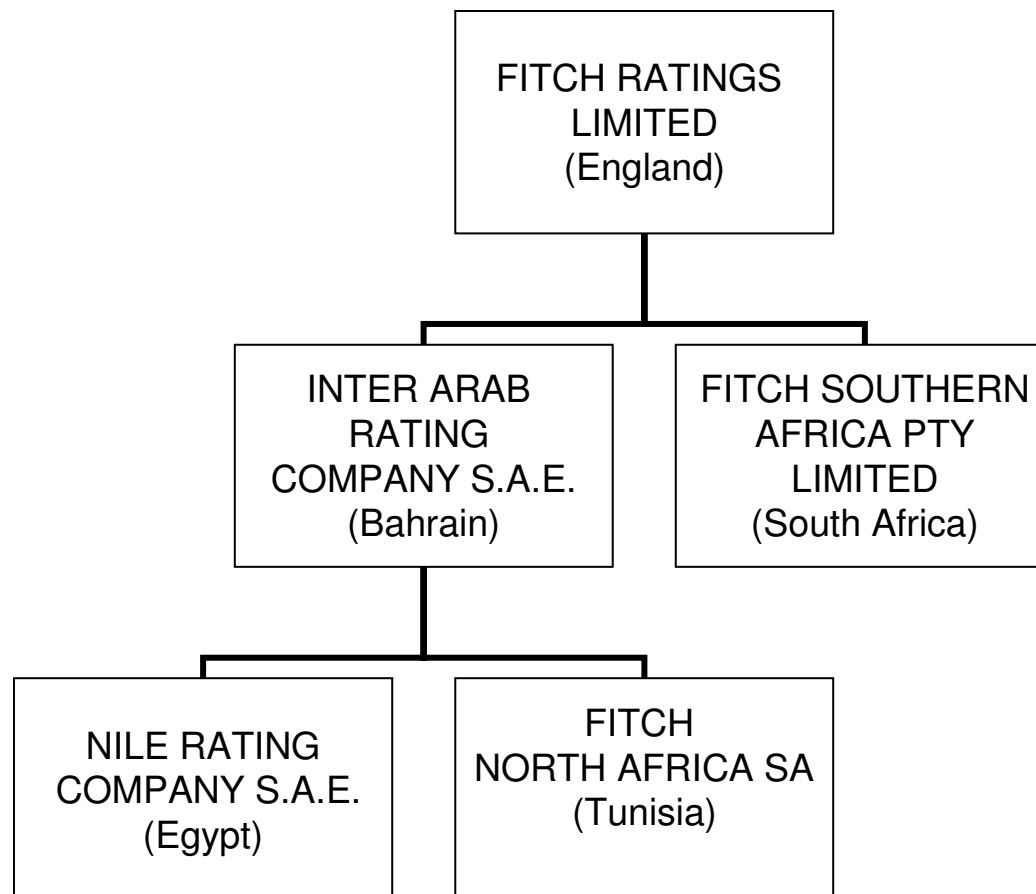 FITCH RATINGS
LIMITED
(England)
INTER ARAB
RATING
COMPANY S.A.E.
(Bahrain)
FITCH SOUTHERN
AFRICA PTY
LIMITED
(South Africa)
NILE RATING
COMPANY S.A.E.
(Egypt)
FITCH
NORTH AFRICA SA
(Tunisia)